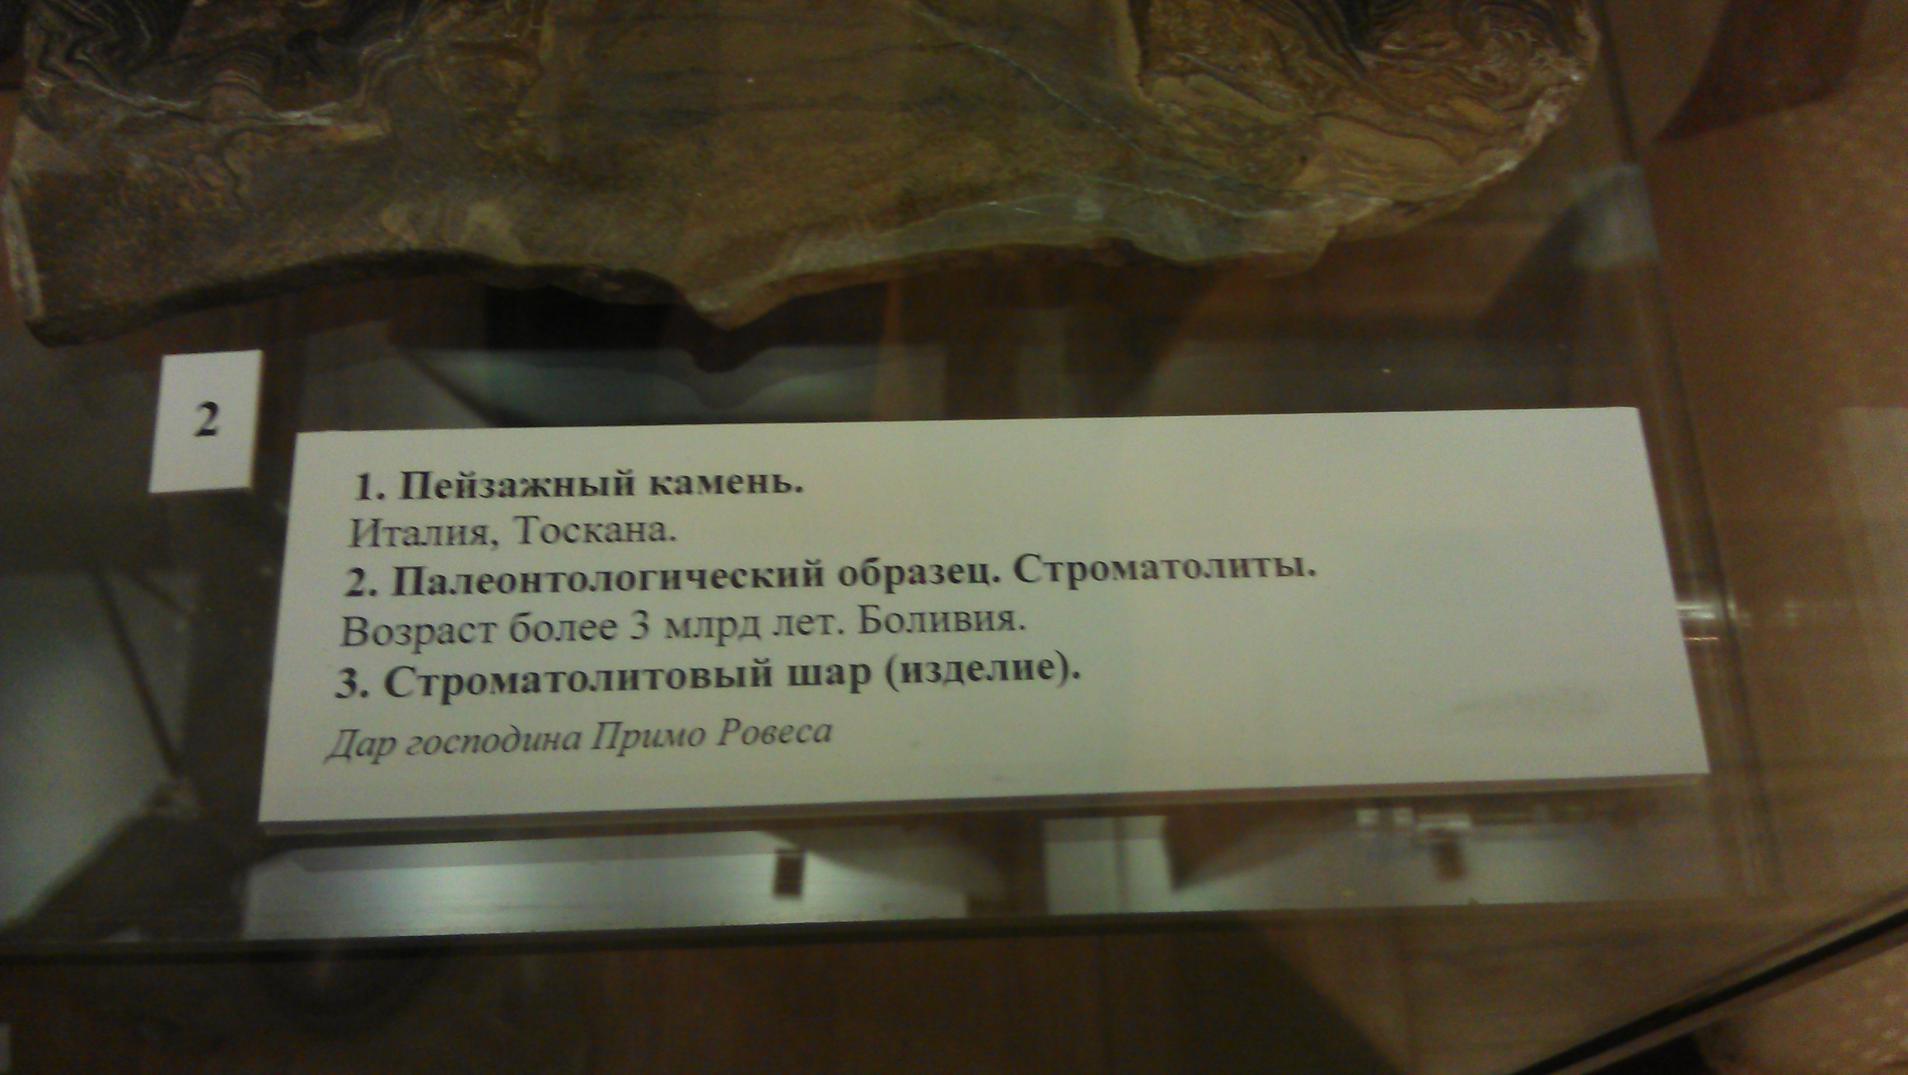 2
1. Пейзажный камень.
Италия, Тоскана.
2. Палеонтологический образец. Строматолиты.
Возраст более 3 млрд лет. Боливия.
3. Строматолитовый шар (изделие).
Дар господина Примо Ровеса